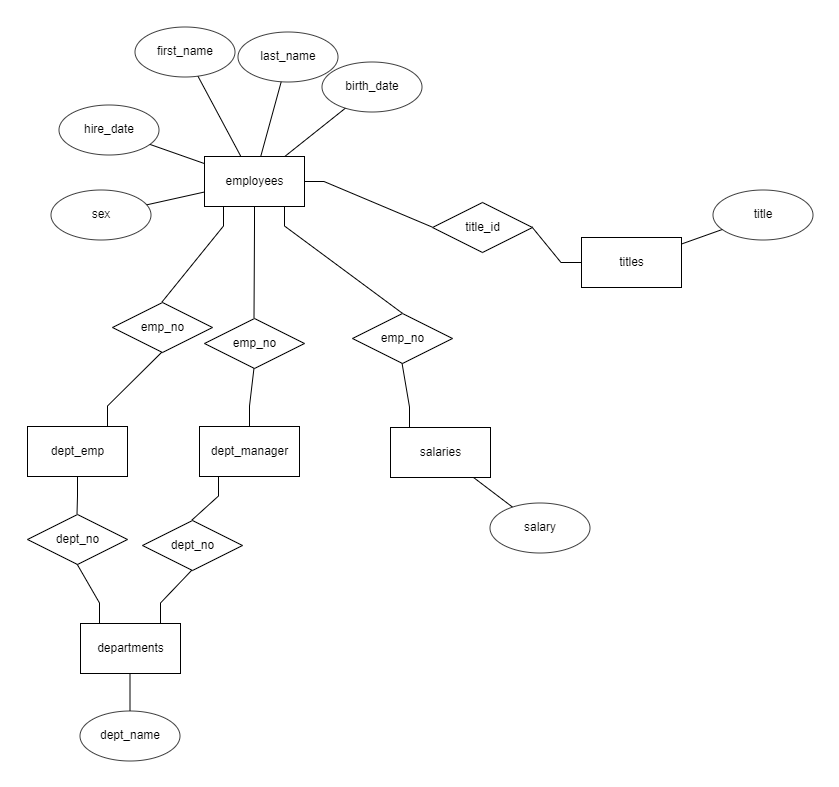 first_name
last_name
birth_date
hire_date
employees
sex
title_id
title
titles
emp_no
emp_no
emp_no
dept_emp
dept_manager
salaries
salary
dept_no
dept_no
departments
dept_name